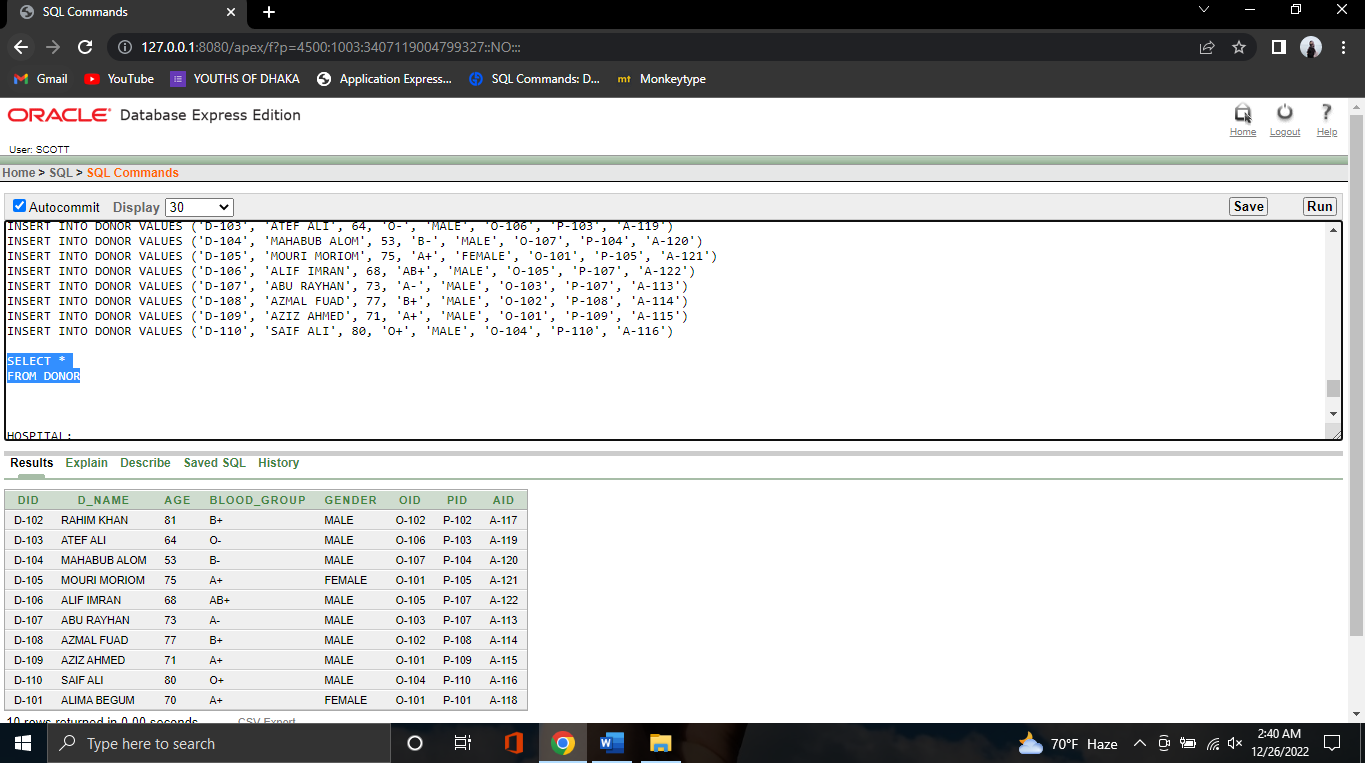 SQL Commands
127.0.0.1:8080/apex/f?p=4500:1003:3407119004799327::NO:::
Gmail YouTube YOUTHS OF DHAKA Application Express... SQL Commands: D... mt Monkeytype
ORACLE Database Express Edition
Home Logout Help
User: SCOTT
Home > SQL > SQL Commands
Autocommit Display 30 Save Run
INSERT INTO DONOR VALUES ('D-103', 'ATEF ALI', 64, 'O-', 'MALE', 'O-106', 'P-103', 'A-119')
INSERT INTO DONOR VALUES ('D-104', 'MAHABUB ALOM', 53, 'B-', 'MALE', 'O-107', 'P-104', 'A-120')
INSERT INTO DONOR VALUES ('D-105', 'MOURI MORIOM', 75, 'A+', 'FEMALE', 'O-101', 'P-105', 'A-121')
INSERT INTO DONOR VALUES ('D-106', 'ALIF IMRAN', 68, 'AB+', 'MALE', 'O-105', 'P-107', 'A-122')
INSERT INTO DONOR VALUES ('D-107', 'ABU RAYHAN', 73, 'A-', 'MALE', 'O-103', 'P-107', 'A-113')
INSERT INTO DONOR VALUES ('D-108', 'AZMAL FUAD', 77, 'B+', 'MALE', 'O-102', 'P-108', 'A-114')
INSERT INTO DONOR VALUES ('D-109', 'AZIZ AHMED', 71, 'A+', 'MALE', 'O-101', 'P-109', 'A-115')
INSERT INTO DONOR VALUES ('D-110', 'SAIF ALI', 80, 'O+', 'MALE', 'O-104', 'P-110', 'A-116')
SELECT *
FROM DONOR
HOSPITAL:
Results Explain Describe Saved SQL History
DID D_NAME AGE BLOOD_GROUP GENDER OID PID AID
D-102 RAHIM KHAN 81 B+ MALE O-102 P-102 A-117
D-103 ATEF ALI 64 O- MALE O-106 P-103 A-119
D-104 MAHABUB ALOM 53 B- MALE O-107 P-104 A-120
D-105 MOURI MORIOM 75 A+ FEMALE O-101 P-105 A-121
D-106 ALIF IMRAN 68 AB+ MALE O-105 P-107 A-122
D-107 ABU RAYHAN 73 A- MALE O-103 P-107 A-113
D-108 AZMAL FUAD 77 B+ MALE O-102 P-108 A-114
D-109 AZIZ AHMED 71 A+ MALE O-101 P-109 A-115
D-110 SAIF ALI 80 O+ MALE O-104 P-110 A-116
D-101 ALIMA BEGUM 70 A+ FEMALE O-101 P-101 A-118
10 rows returned in 0.00 seconds CSV Export
Type here to search 70°F Haze 2:40 AM
12/26/2022